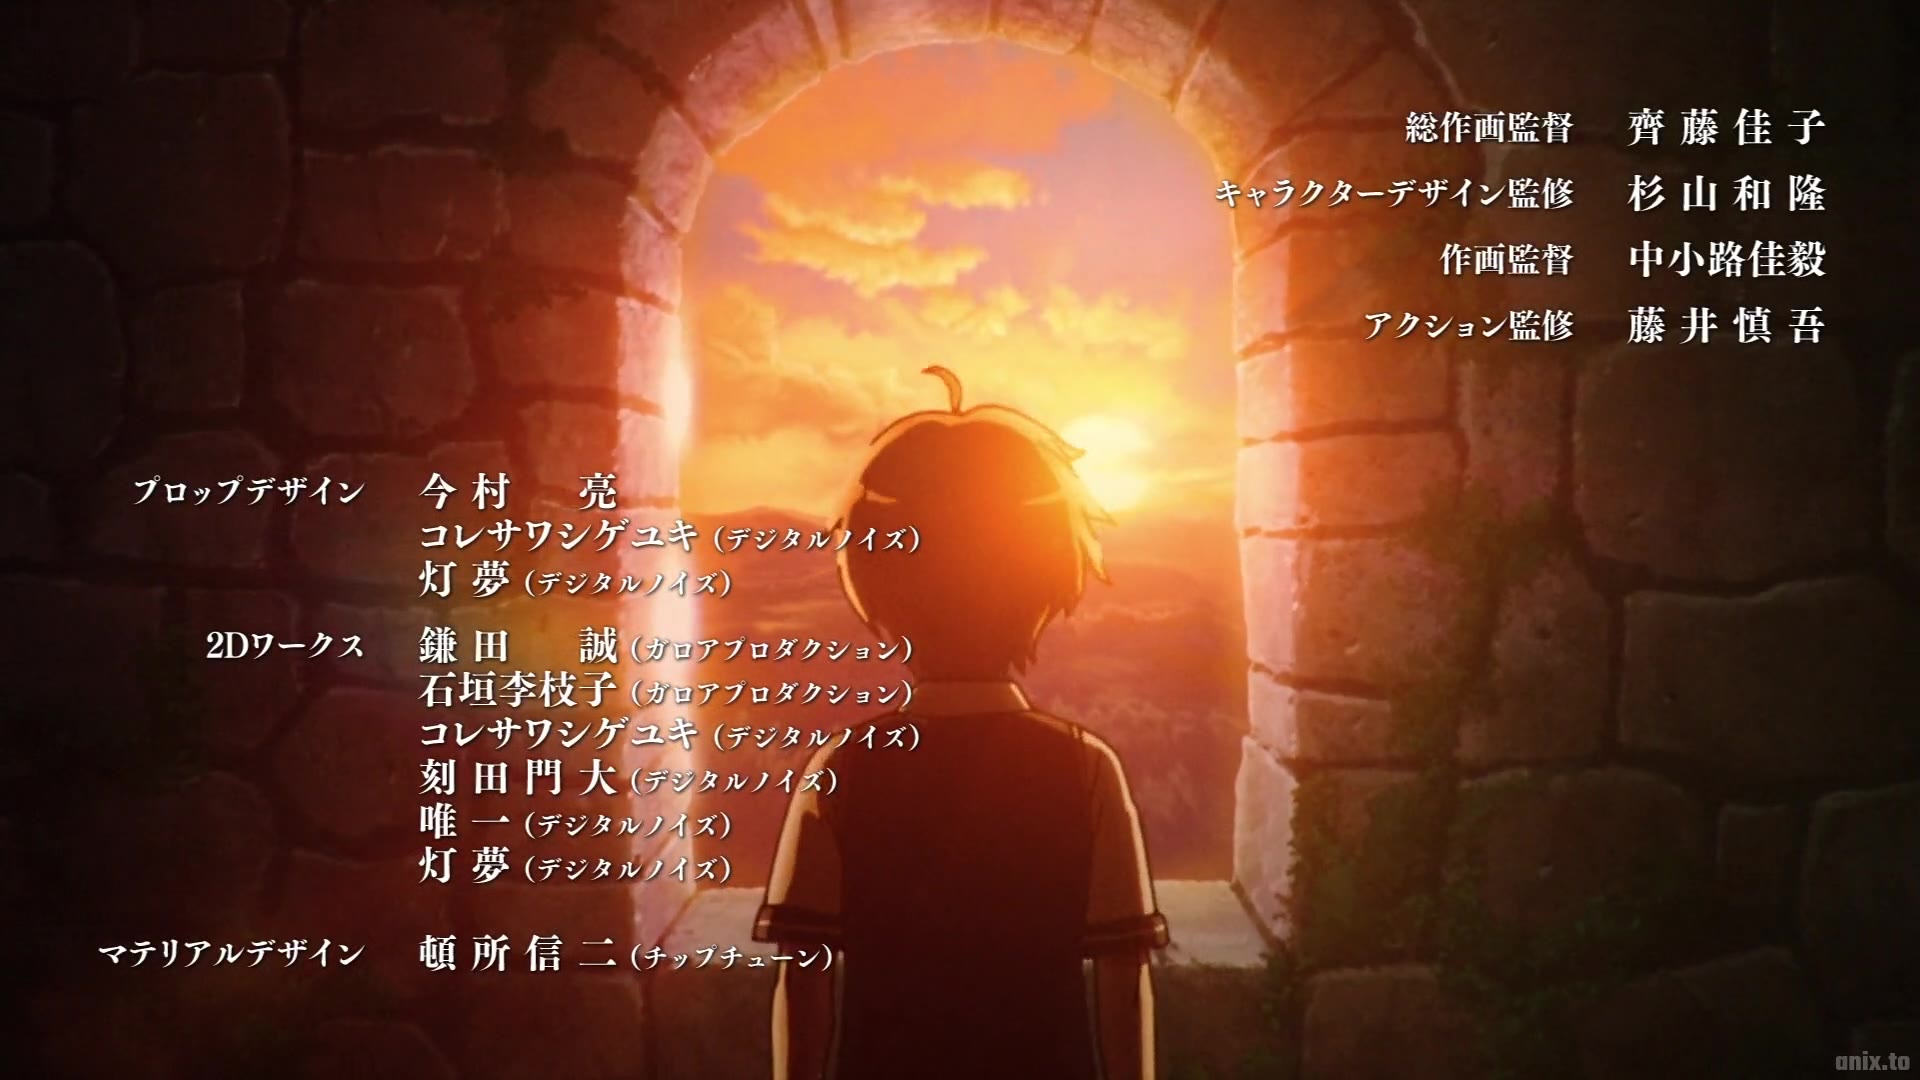 総作画監督 齊藤佳子
キャラクターデザイン監修 杉山和隆
作画監督 中小路佳毅
アクション監修 藤井慎吾
プロップデザイン 今村 亮
コレサワシゲユキ（デジタルノイズ）
灯夢（デジタルノイズ）
2Dワークス 鎌田 誠（ガロアプロダクション）
石垣李枝子（ガロアプロダクション）
コレサワシゲユキ（デジタルノイズ）
刻田門大（デジタルノイズ）
唯一（デジタルノイズ）
灯夢（デジタルノイズ）
マテリアルデザイン 頓所信二（チップチューン）
anix.to